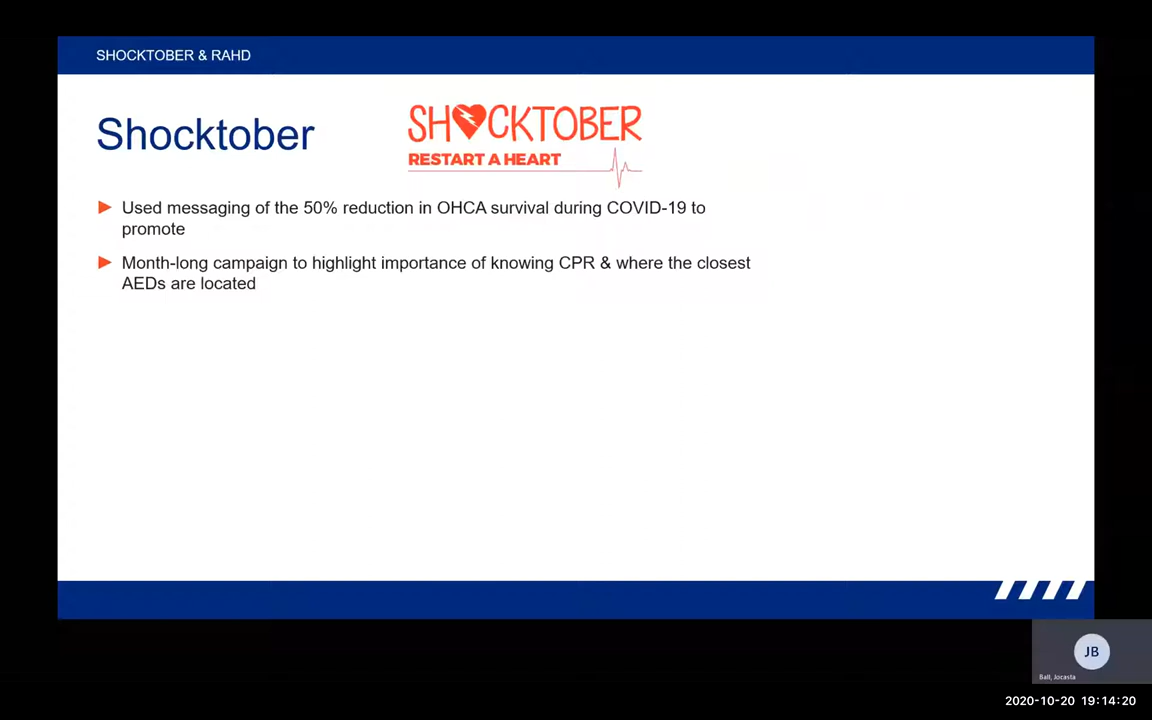 SHOCKTOBER & RAHD
Shocktober
SHOCKTOBER
RESTART A HEART
Used messaging of the 50% reduction in OHCA survival during COVID-19 to
promote
Month-long campaign to highlight importance of knowing CPR & where the closest
AEDs are located
JB
Ball, Jocasta
2020-10-20 19:14:20